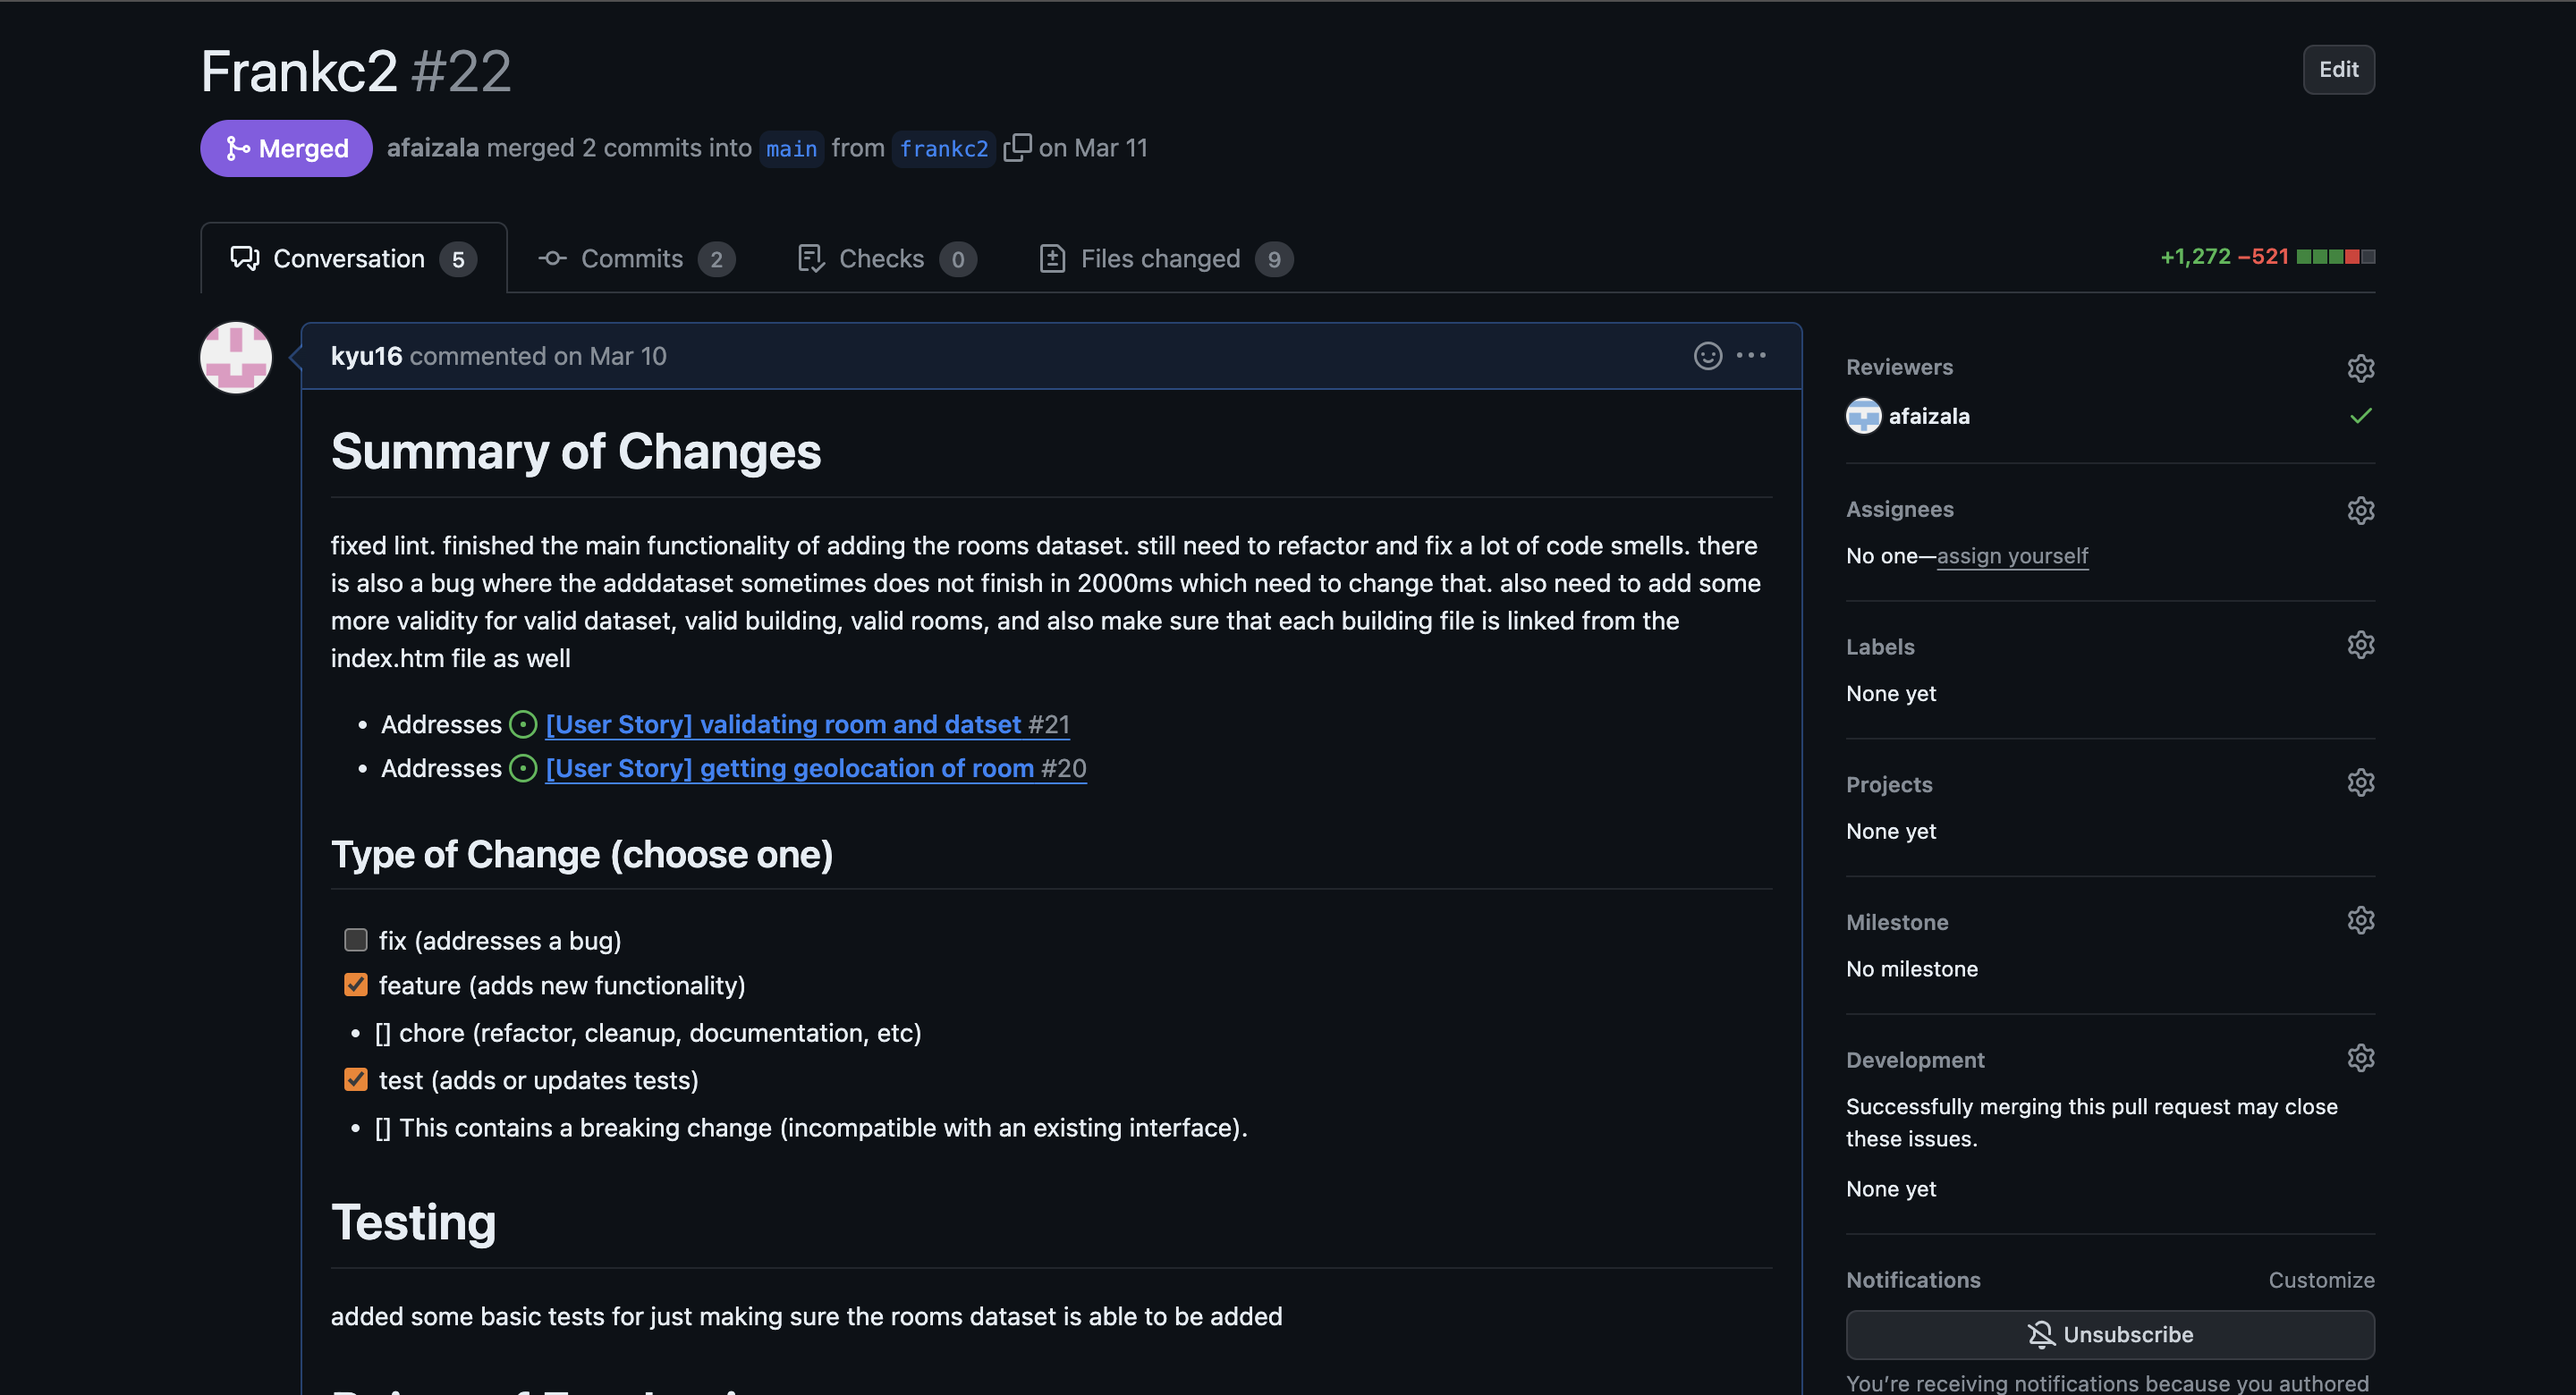 Frankc2 #22
Edit
Merged
afaizala merged 2 commits into main from frankc2 on Mar 11
Conversation 5
Commits 2
Checks 0
Files changed 9
+1,272 −521
kyu16 commented on Mar 10
Summary of Changes
fixed lint. finished the main functionality of adding the rooms dataset. still need to refactor and fix a lot of code smells. there
is also a bug where the adddataset sometimes does not finish in 2000ms which need to change that. also need to add some
more validity for valid dataset, valid building, valid rooms, and also make sure that each building file is linked from the
index.htm file as well
• Addresses [User Story] validating room and datset #21
• Addresses [User Story] getting geolocation of room #20
Type of Change (choose one)
fix (addresses a bug)
feature (adds new functionality)
• [] chore (refactor, cleanup, documentation, etc)
test (adds or updates tests)
• [] This contains a breaking change (incompatible with an existing interface).
Testing
added some basic tests for just making sure the rooms dataset is able to be added
Reviewers
afaizala
Assignees
No one—assign yourself
Labels
None yet
Projects
None yet
Milestone
No milestone
Development
Successfully merging this pull request may close
these issues.
None yet
Notifications
Customize
Unsubscribe
You're receiving notifications because you authored